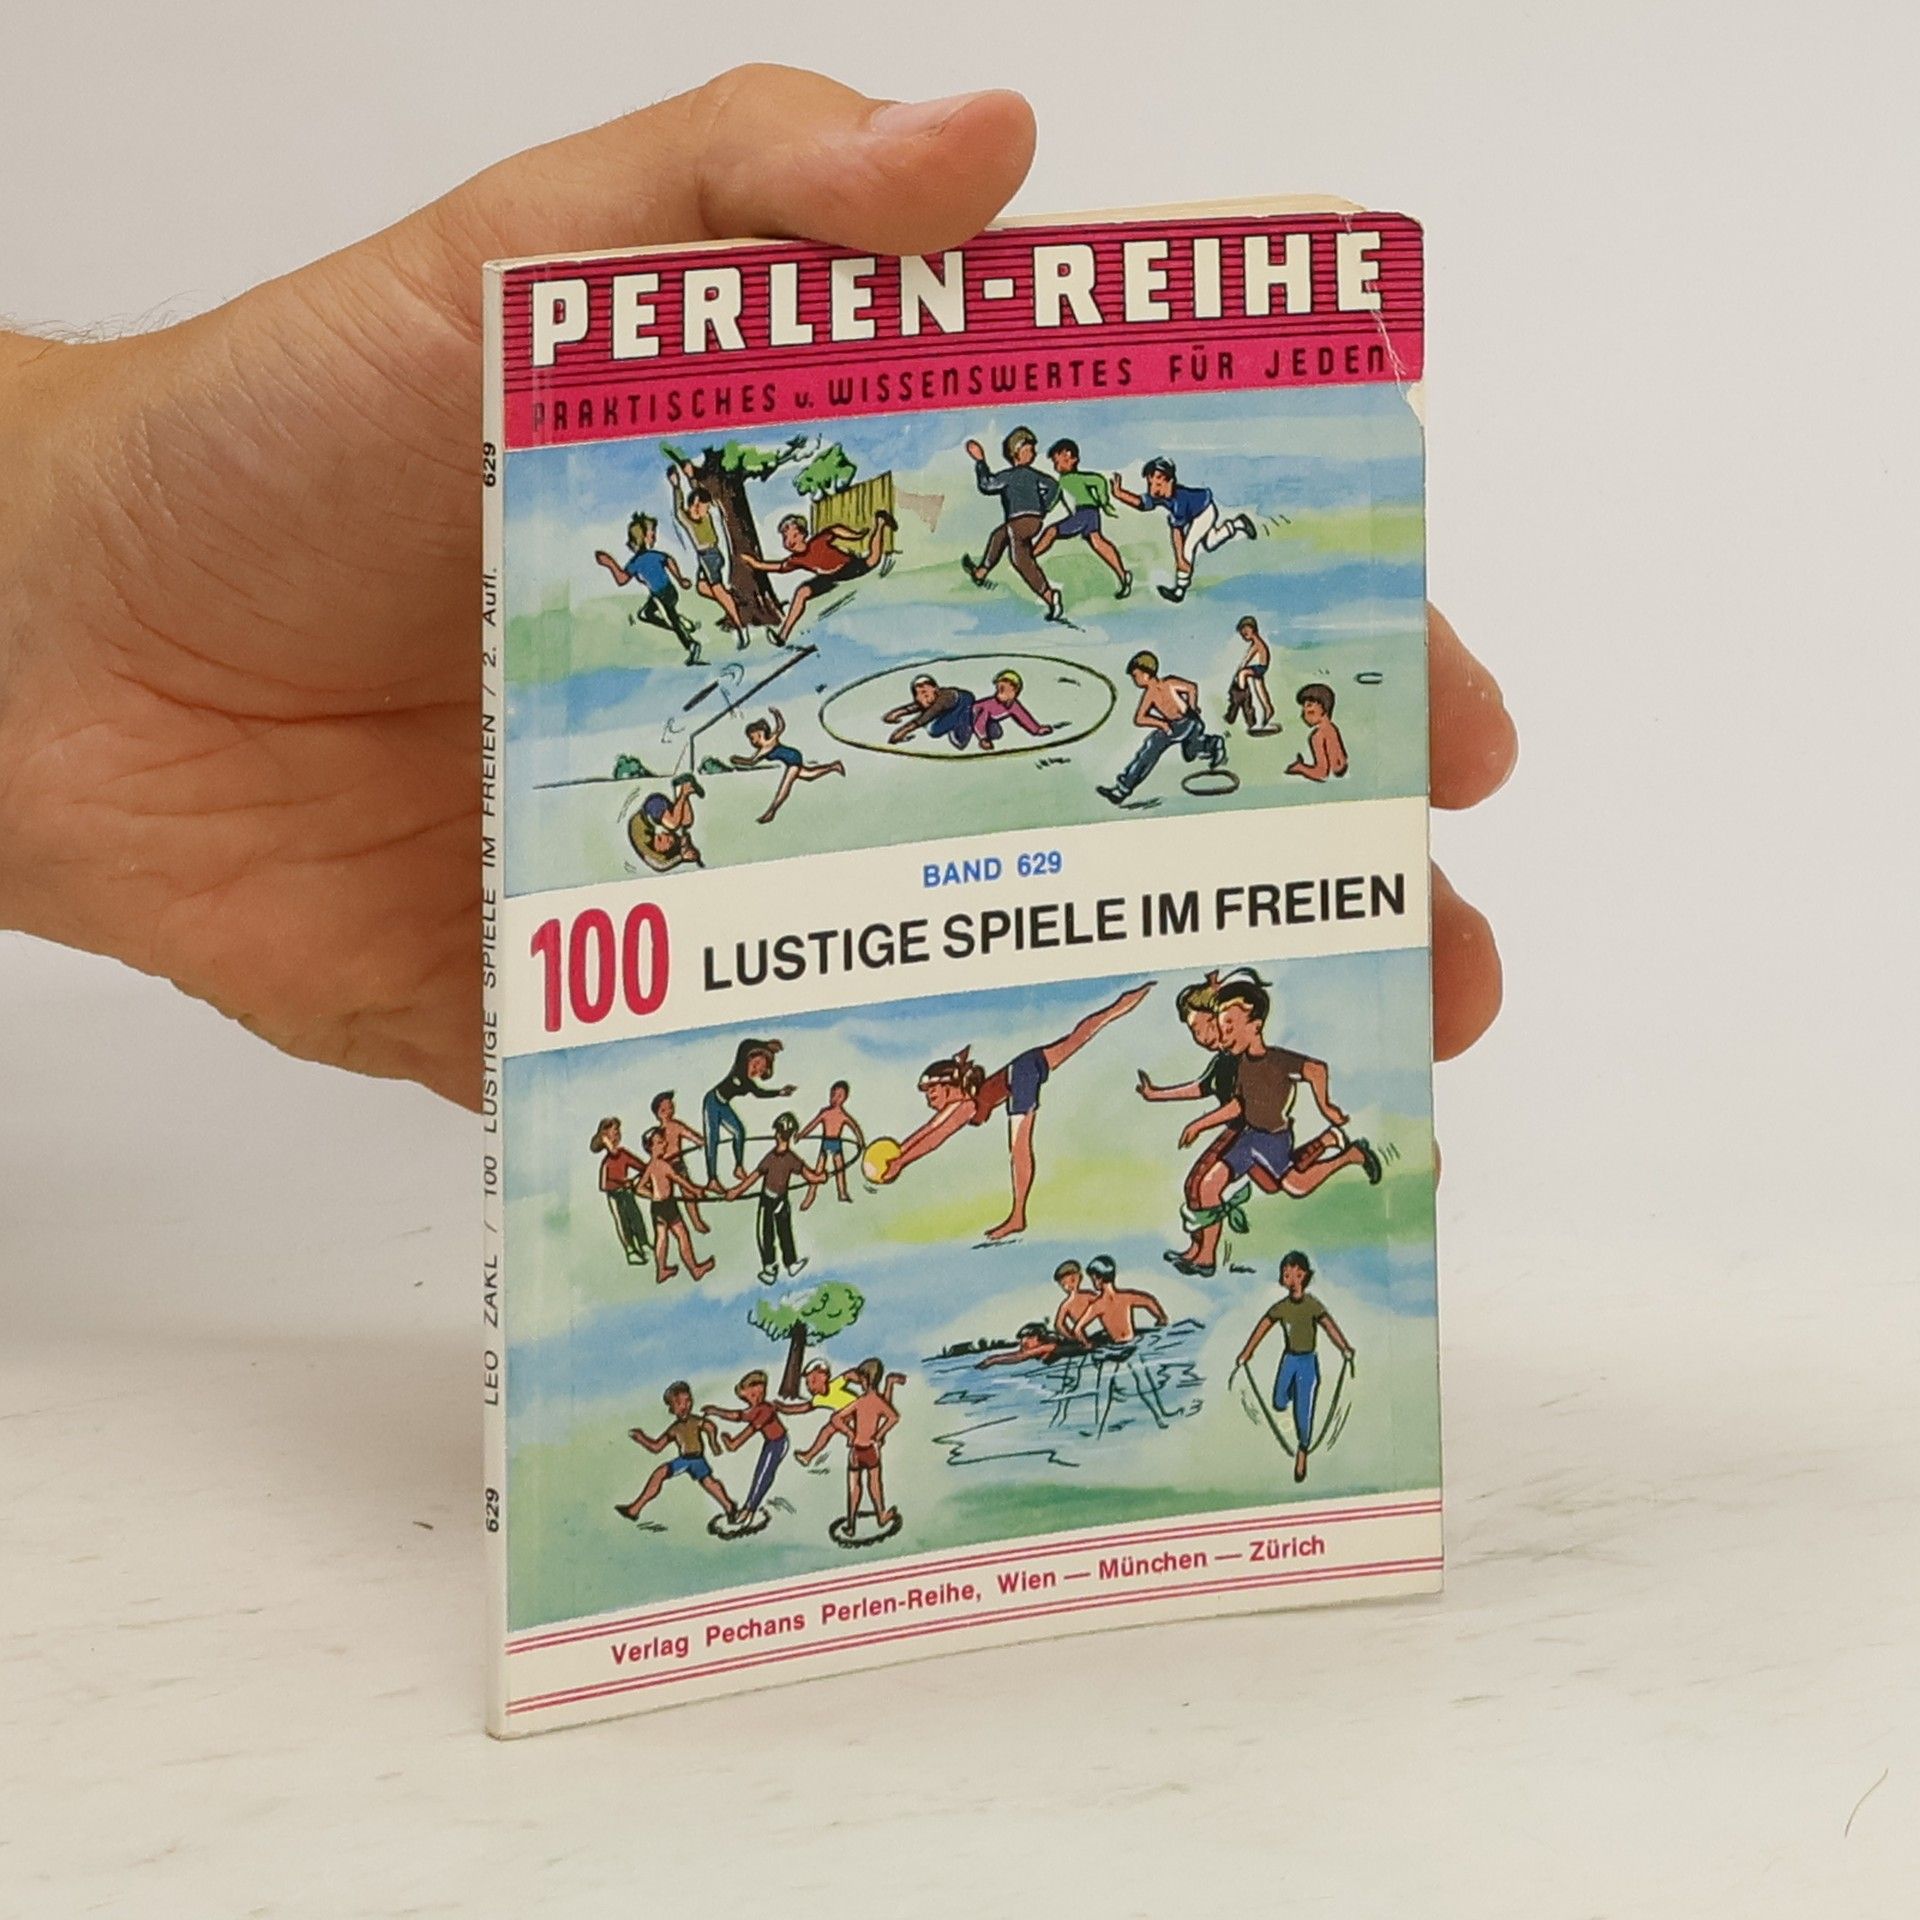 PERLEN-REIHE
PRAKTISCHES u. WISSENSWERTES FÜR JEDEN
BAND 629
100 LUSTIGE SPIELE IM FREIEN
Verlag Pechans Perlen-Reihe, Wien — München — Zürich
629 LEO ZAKL / 100 LUSTIGE SPIELE IM FREIEN / 2. Aufl. 629